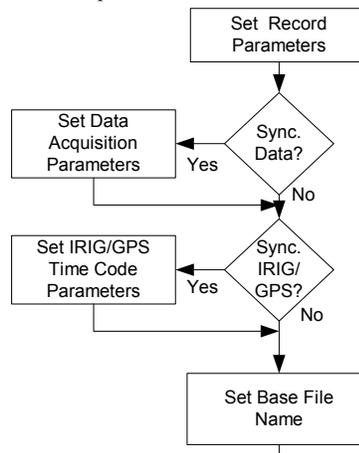 Set Record
Parameters
Sync.
Data?
Set Data
Acquisition
Parameters
Yes
No
Sync.
IRIG/
GPS?
Set IRIG/GPS
Time Code
Parameters
Yes
No
Set Base File
Name